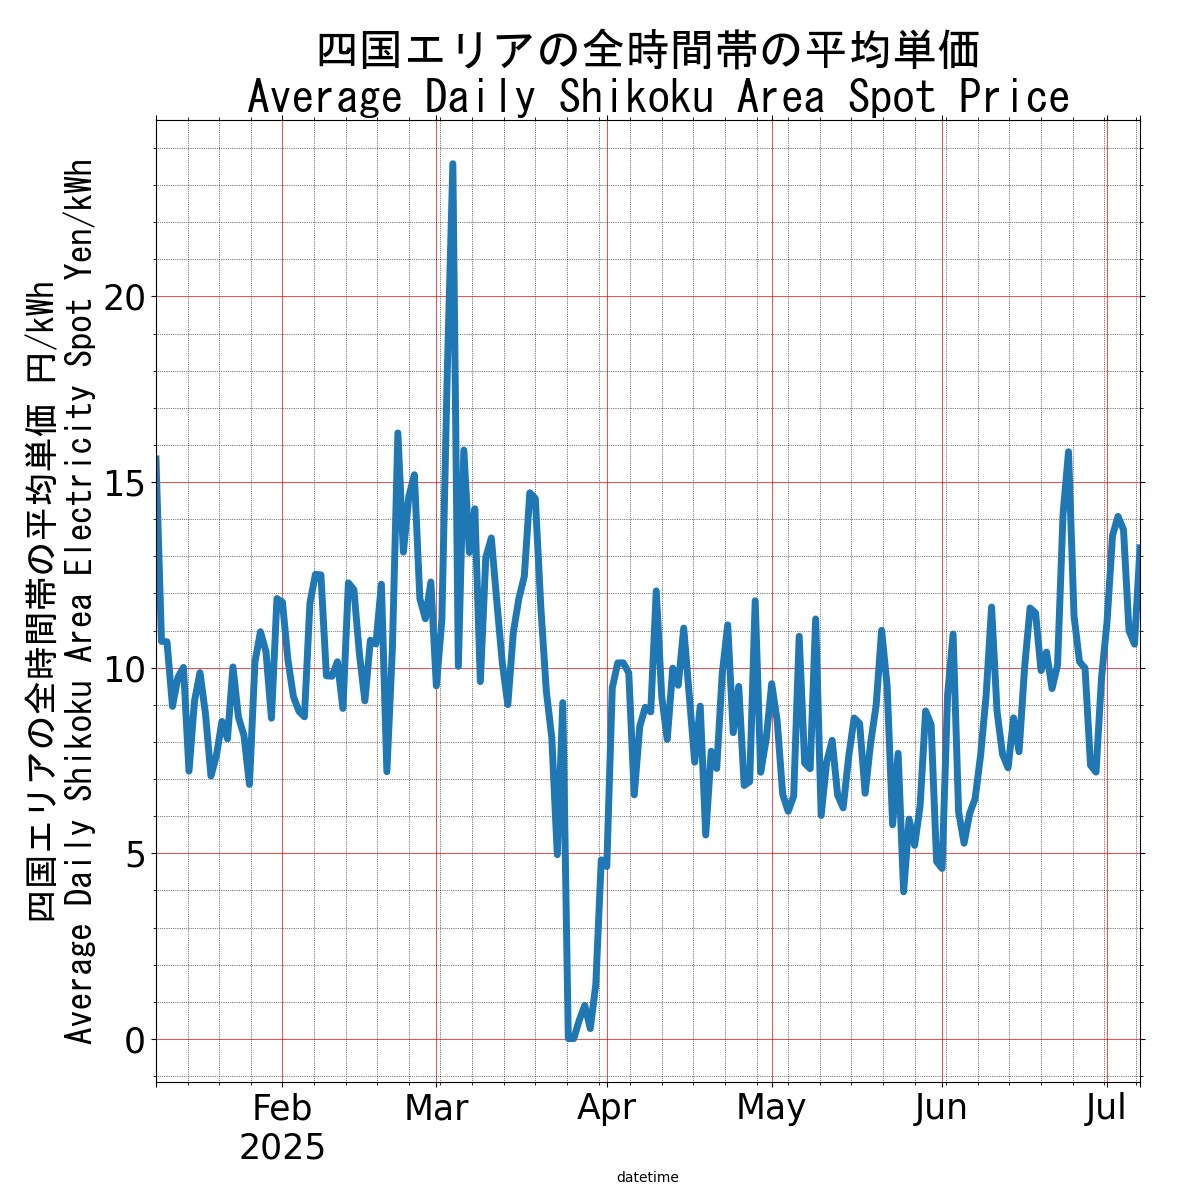 四国エリアの全時間帯の平均単価
Average Daily Shikoku Area Spot Price
四国エリアの全時間帯の平均単価 円/kWh
Average Daily Shikoku Area Electricity Spot Yen/kWh
20
15
10
5
0
Feb
2025
Mar
Apr
May
Jun
Jul
datetime